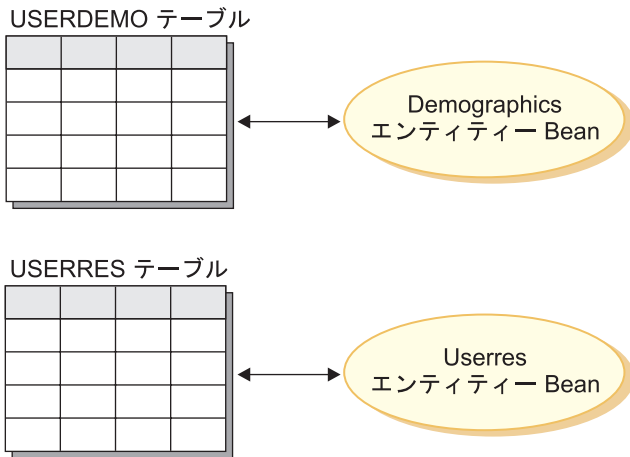 USERDEMO テーブル
Demographics
エンティティー Bean
USERRES テーブル
Userres
エンティティー Bean